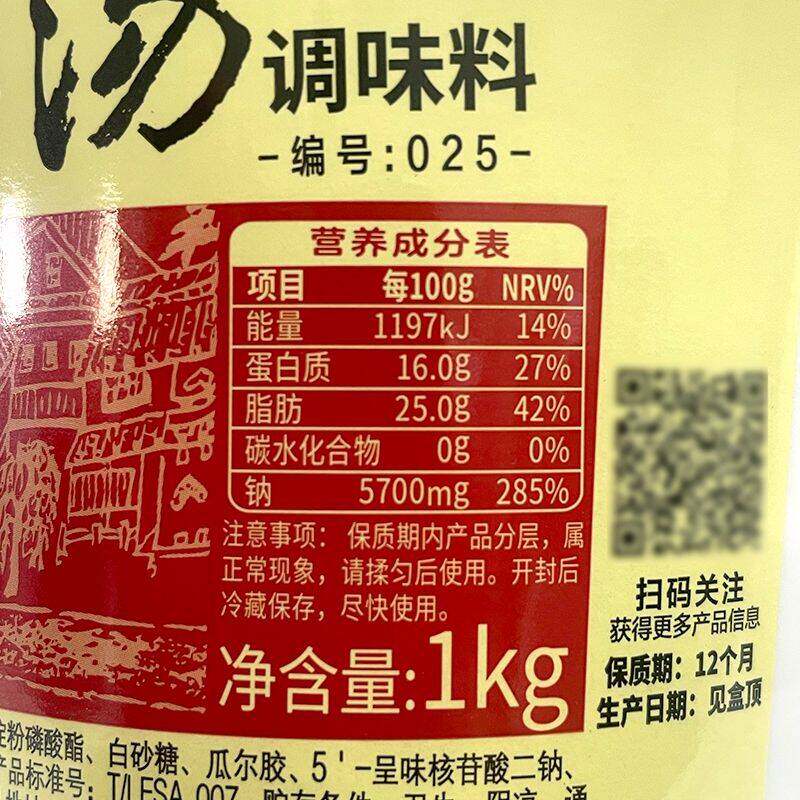 汤
调味料
-编号:025-
营养成分表
项目 每100g NRV%
能量 1197kJ 14%
蛋白质 16.0g 27%
脂肪 25.0g 42%
碳水化合物 0g 0%
钠 5700mg 285%
注意事项： 保质期内产品分层，属
正常现象，请揉匀后使用。开封后
冷藏保存，尽快使用。
净含量:1kg
扫码关注
获得更多产品信息
保质期：12个月
生产日期：见盒顶
淀粉磷酸酯、白砂糖、瓜尔胶、5'-呈味核苷酸二钠、
产品标准号：T/LFSA 007 贮存条件